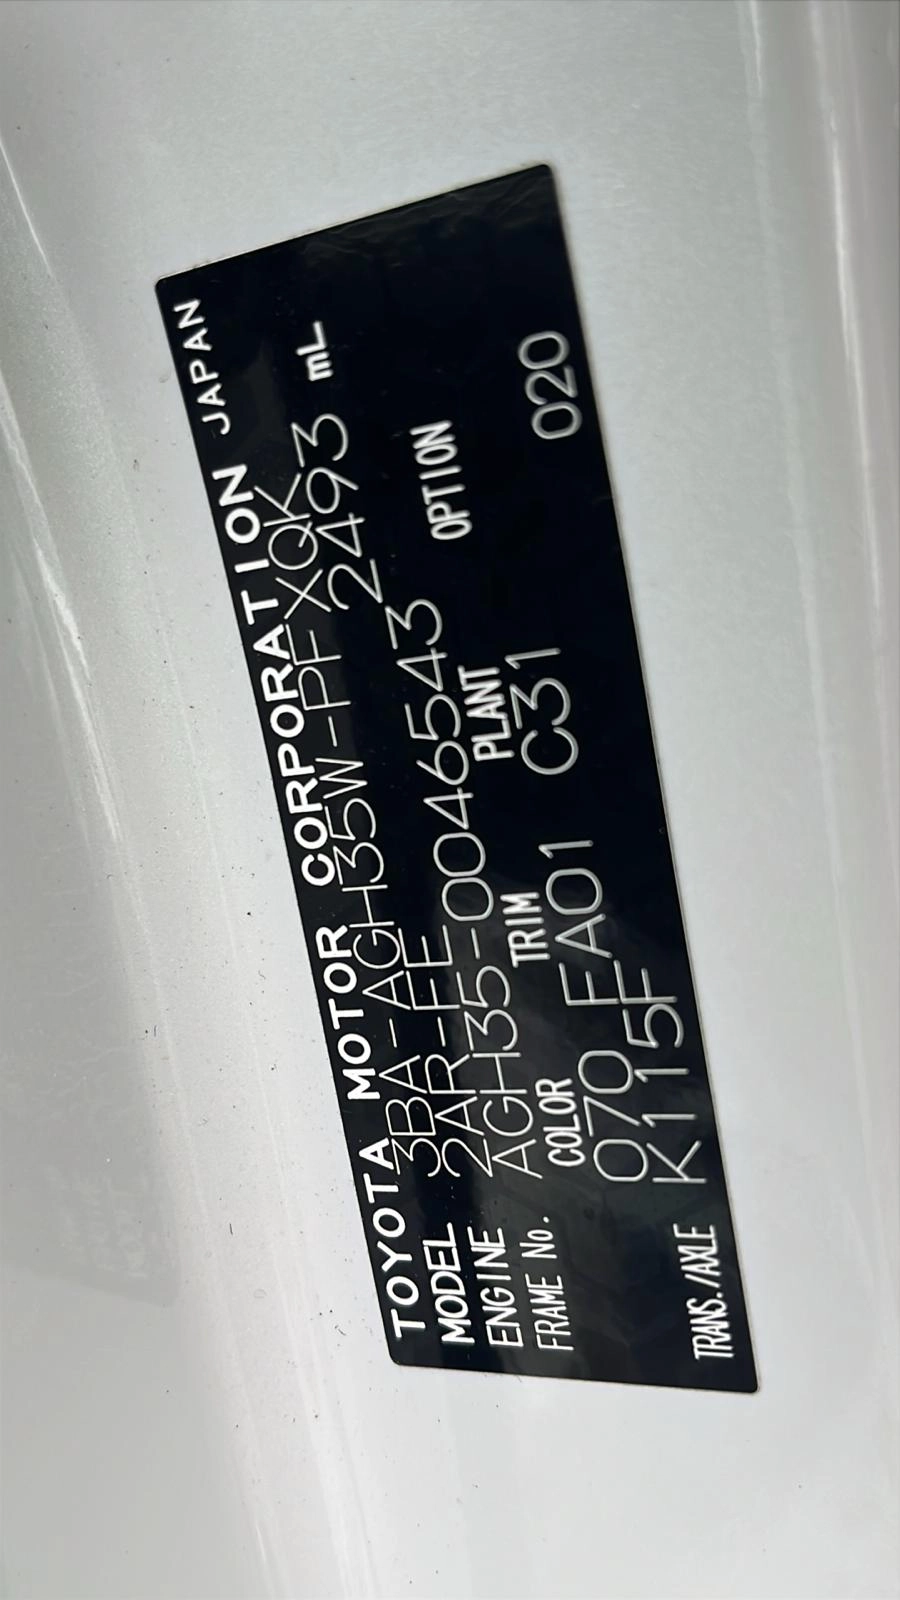 TOYOTA MOTOR CORPORATION JAPAN
MODEL 3BA-AGH35W-PFXQK
ENGINE 2AR-FE 2493 mL
FRAME No. AGH35-0046543
COLOR TRIM PLANT OPTION
070 FA01 C31 020
TRANS./AXLE K115F